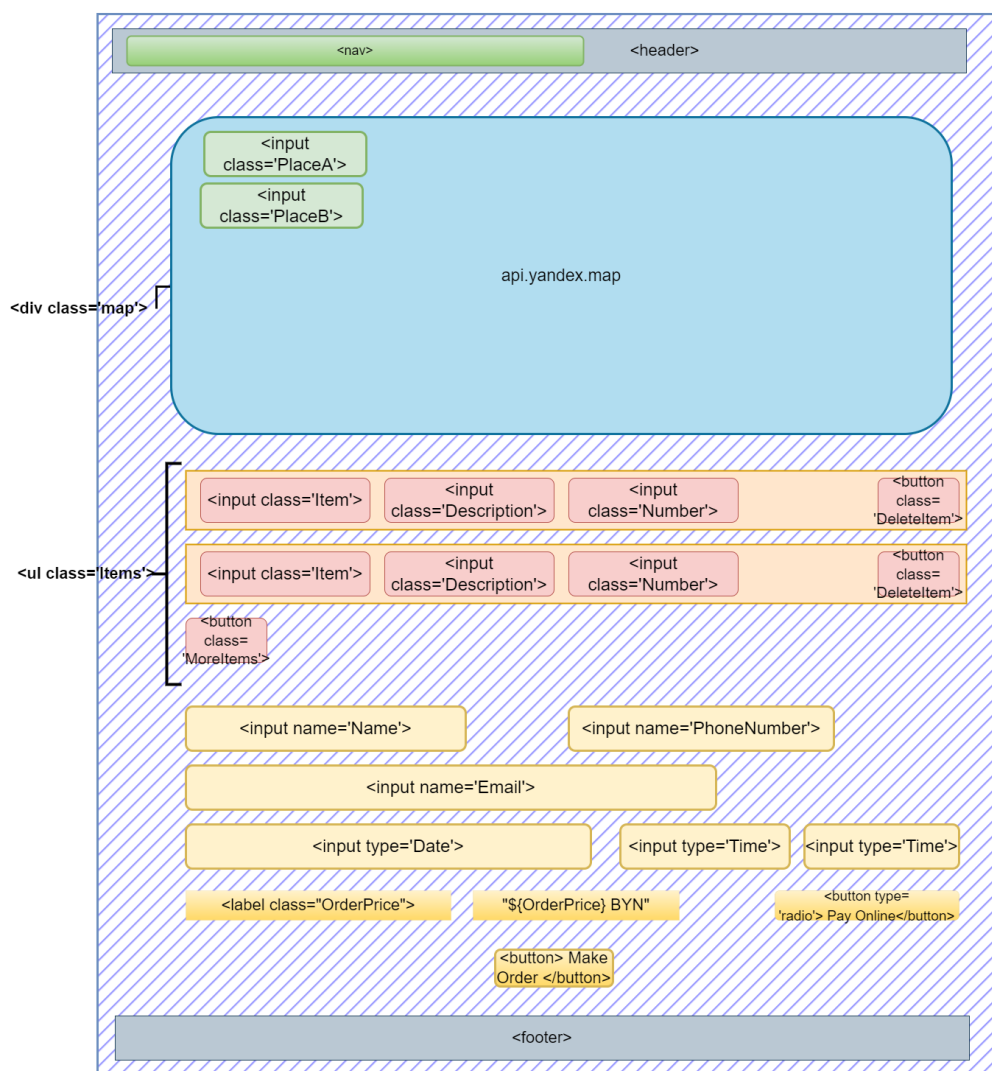 <nav>
<header>
<input
class='PlaceA'>
<input
class='PlaceB'>
api.yandex.map
<div class='map'>
<input class='Item'>
<input
class='Description'>
<input
class='Number'>
<button
class=
'DeleteItem'>
<ul class='Items'>
<input class='Item'>
<input
class='Description'>
<input
class='Number'>
<button
class=
'DeleteItem'>
<button
class=
'MoreItems'>
<input name='Name'>
<input name='PhoneNumber'>
<input name='Email'>
<input type='Date'>
<input type='Time'>
<input type='Time'>
<label class="OrderPrice">
"${OrderPrice} BYN"
<button type=
'radio'> Pay Online</button>
<button> Make
Order </button>
<footer>